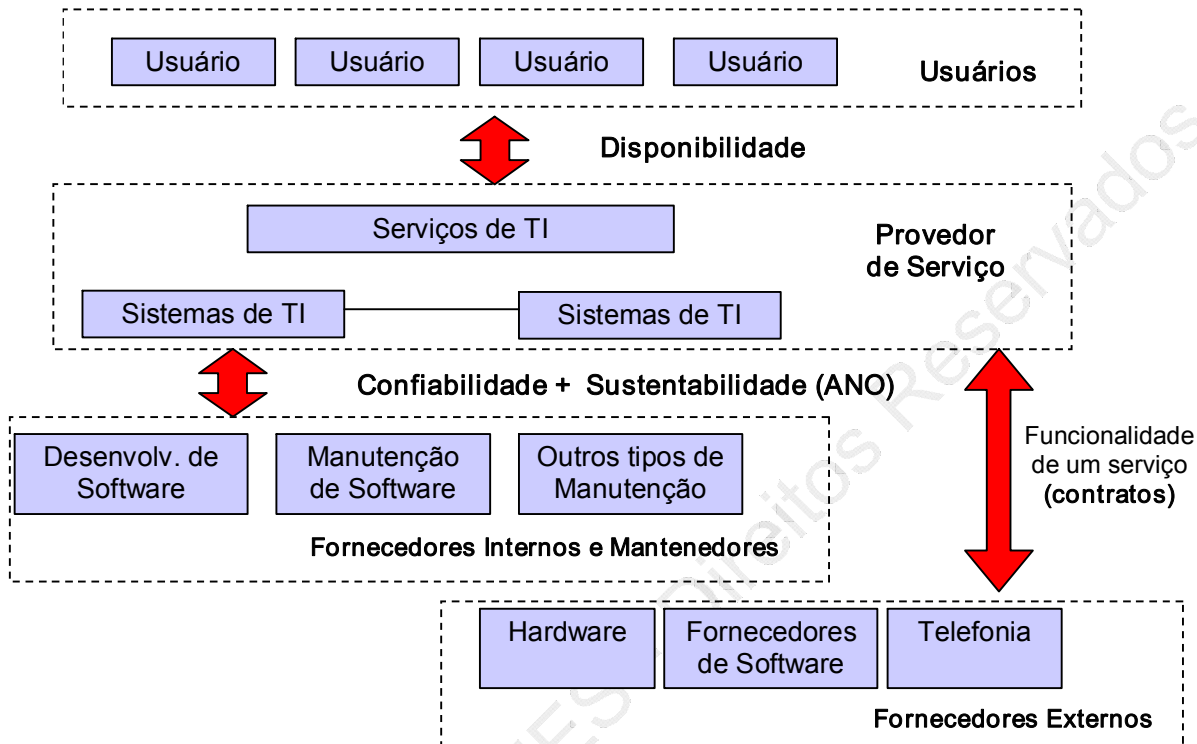 Usuário
Usuário
Usuário
Usuário
Usuários
Disponibilidade
Serviços de TI
Provedor
de Serviço
Sistemas de TI
Sistemas de TI
Confiabilidade + Sustentabilidade (ANO)
Desenvolv. de
Software
Manutenção
de Software
Outros tipos de
Manutenção
Fornecedores Internos e Mantenedores
Funcionalidade
de um serviço
(contratos)
Hardware
Fornecedores
de Software
Telefonia
Fornecedores Externos
Direitos Reservados